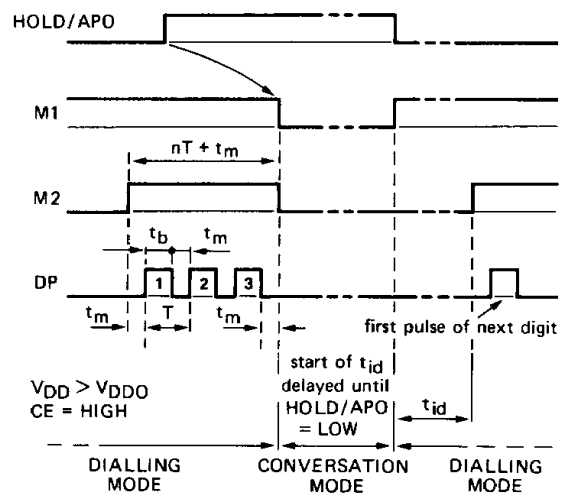 HOLD/APO
M1
nT + tm
M2
tb
tm
DP
1
2
3
tm
T
tm
first pulse of next digit
start of tid
delayed until
HOLD/APO
= LOW
VDD > VDDO
CE = HIGH
tid
DIALLING
MODE
CONVERSATION
MODE
DIALLING
MODE